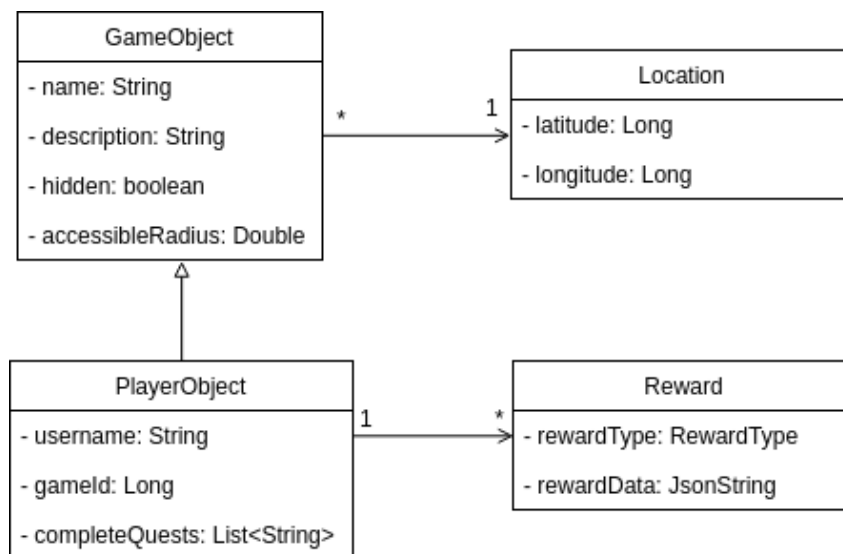 GameObject
- name: String
- description: String
- hidden: boolean
- accessibleRadius: Double
*
1
Location
- latitude: Long
- longitude: Long
PlayerObject
- username: String
- gameId: Long
- completeQuests: List<String>
1
*
Reward
- rewardType: RewardType
- rewardData: JsonString